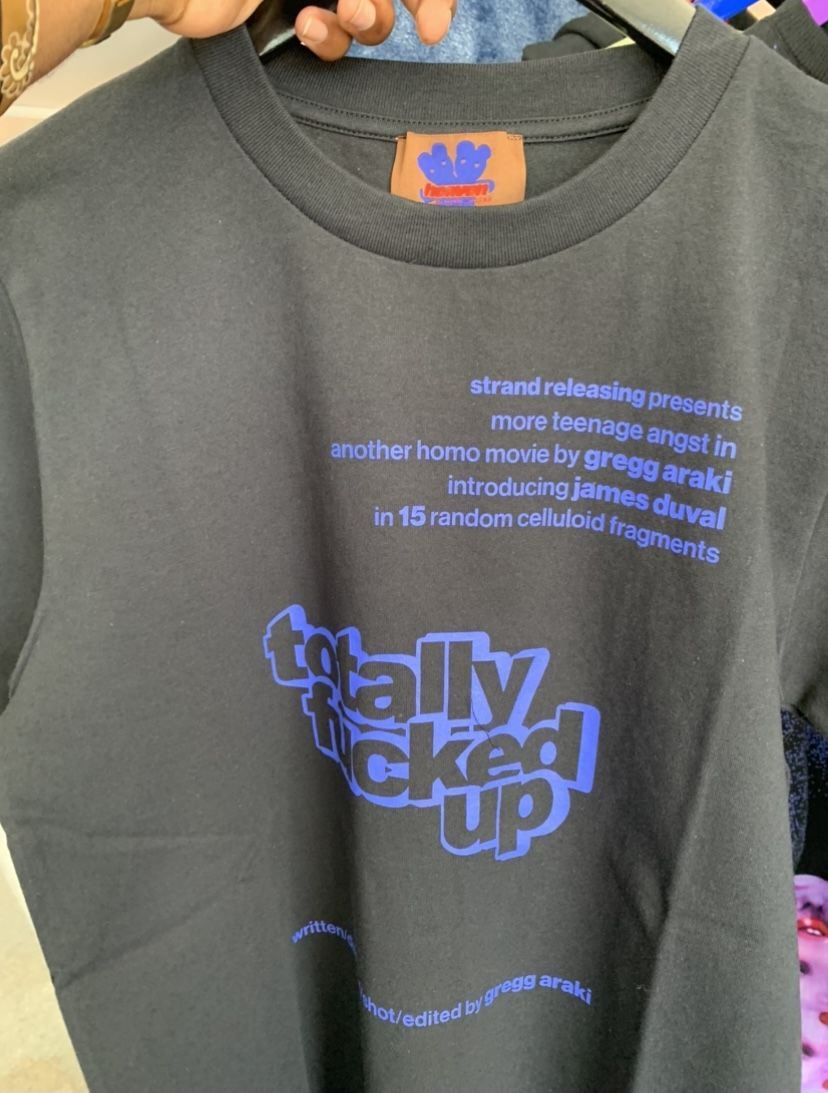 heaven
strand releasing presents
more teenage angst in
another homo movie by gregg araki
introducing james duval
in 15 random celluloid fragments
totally
fucked
up
shot/edited by gregg araki